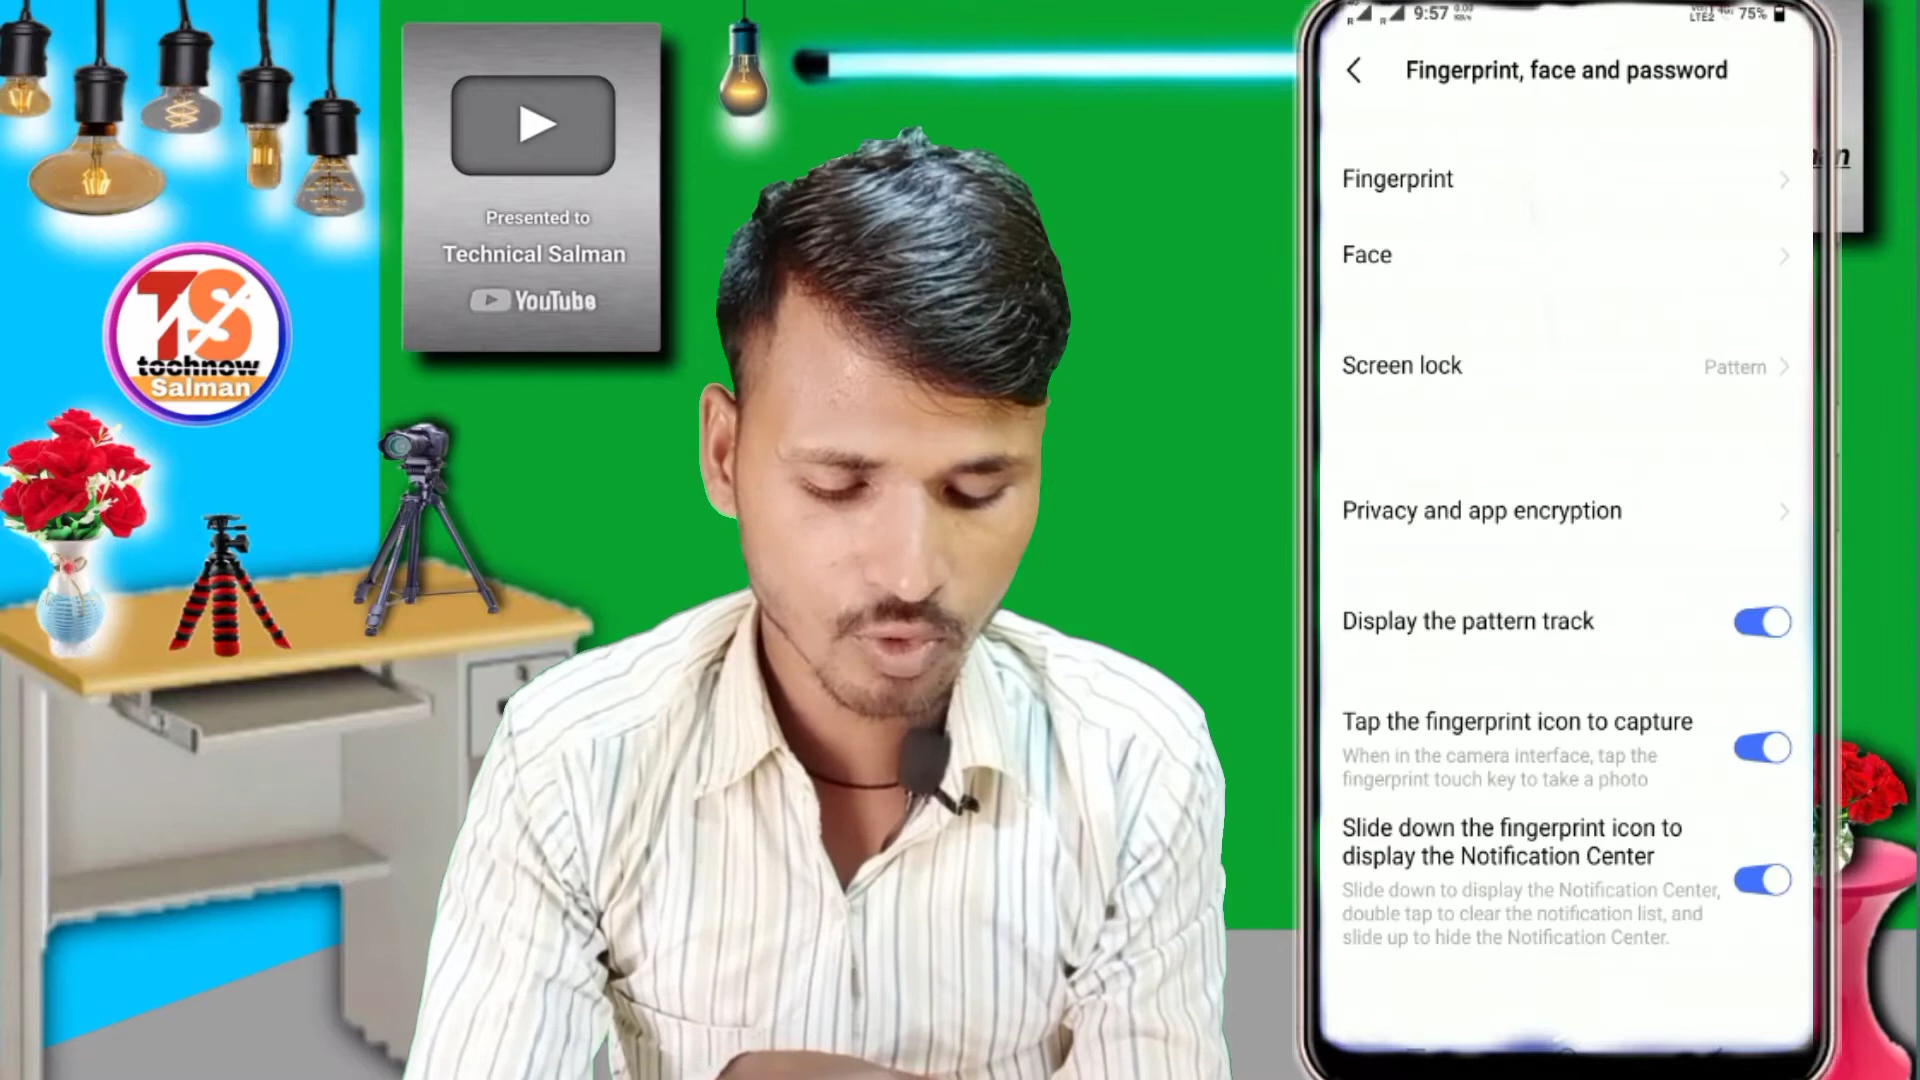 Presented to
Technical Salman
YouTube
TS
technow
Salman
9:57
75%
Fingerprint, face and password
Fingerprint
Face
Screen lock
Pattern
Privacy and app encryption
Display the pattern track
Tap the fingerprint icon to capture
When in the camera interface, tap the
fingerprint touch key to take a photo
Slide down the fingerprint icon to
display the Notification Center
Slide down to display the Notification Center,
double tap to clear the notification list, and
slide up to hide the Notification Center.